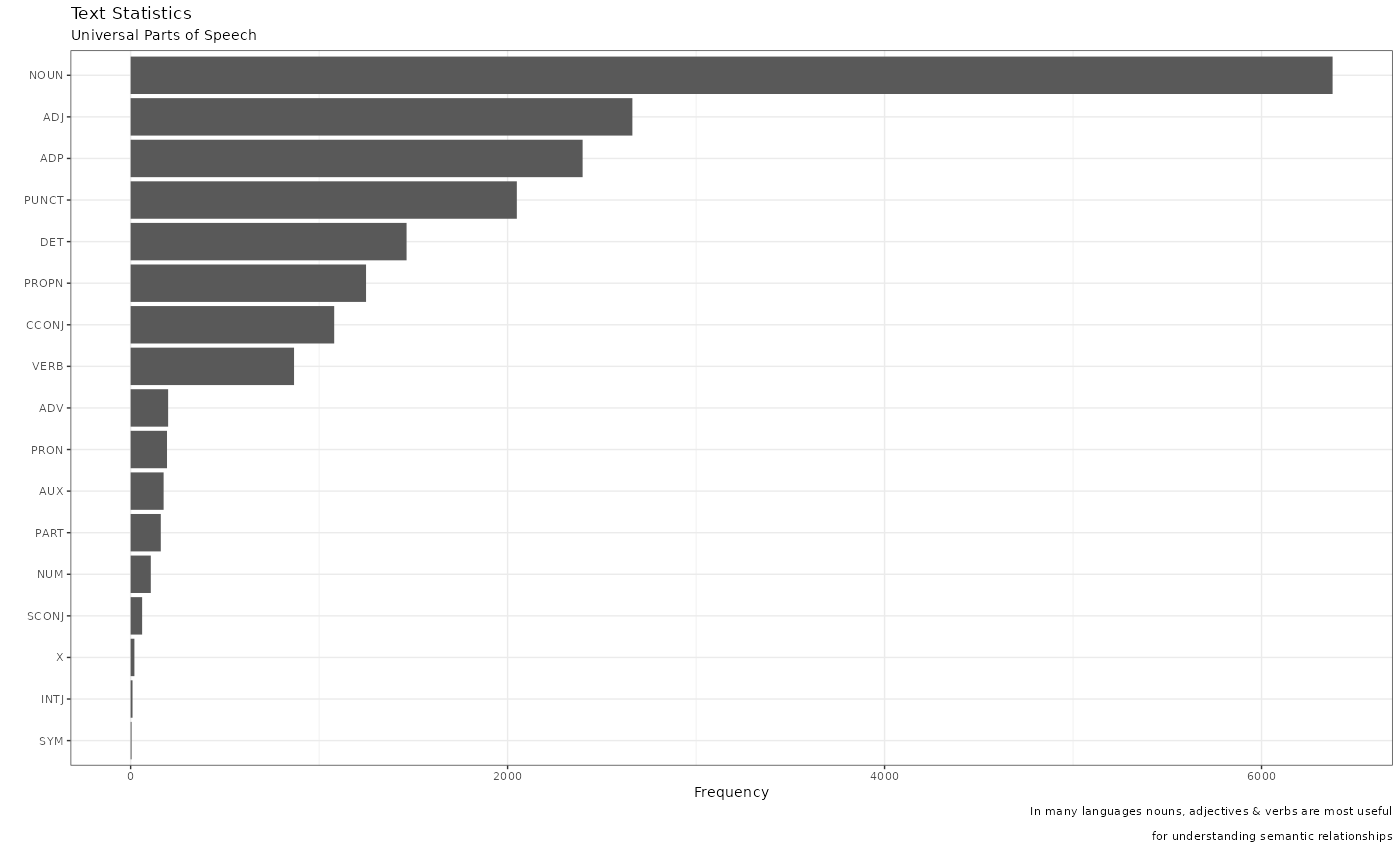 Text Statistics
Universal Parts of Speech
NOUN
ADJ
ADP
PUNCT
DET
PROPN
CCONJ
VERB
ADV
PRON
AUX
PART
NUM
SCONJ
X
INTJ
SYM
0 2000 4000 6000
Frequency
In many languages nouns, adjectives & verbs are most useful
for understanding semantic relationships